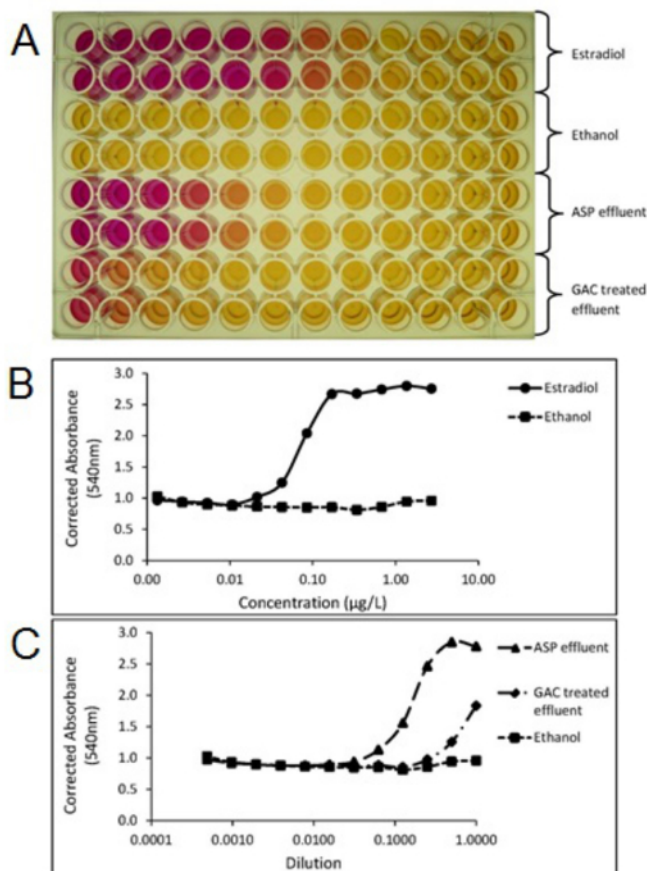 A
Estradiol
Ethanol
ASP effluent
GAC treated
effluent
B
Corrected Absorbance
(540nm)
3.0
2.5
2.0
1.5
1.0
0.5
0.0
0.00 0.01 0.10 1.00 10.00
Concentration (µg/L)
Estradiol
Ethanol
C
Corrected Absorbance
(540nm)
3.0
2.5
2.0
1.5
1.0
0.5
0.0
0.0001 0.0010 0.0100 0.1000 1.0000
Dilution
ASP effluent
GAC treated
effluent
Ethanol